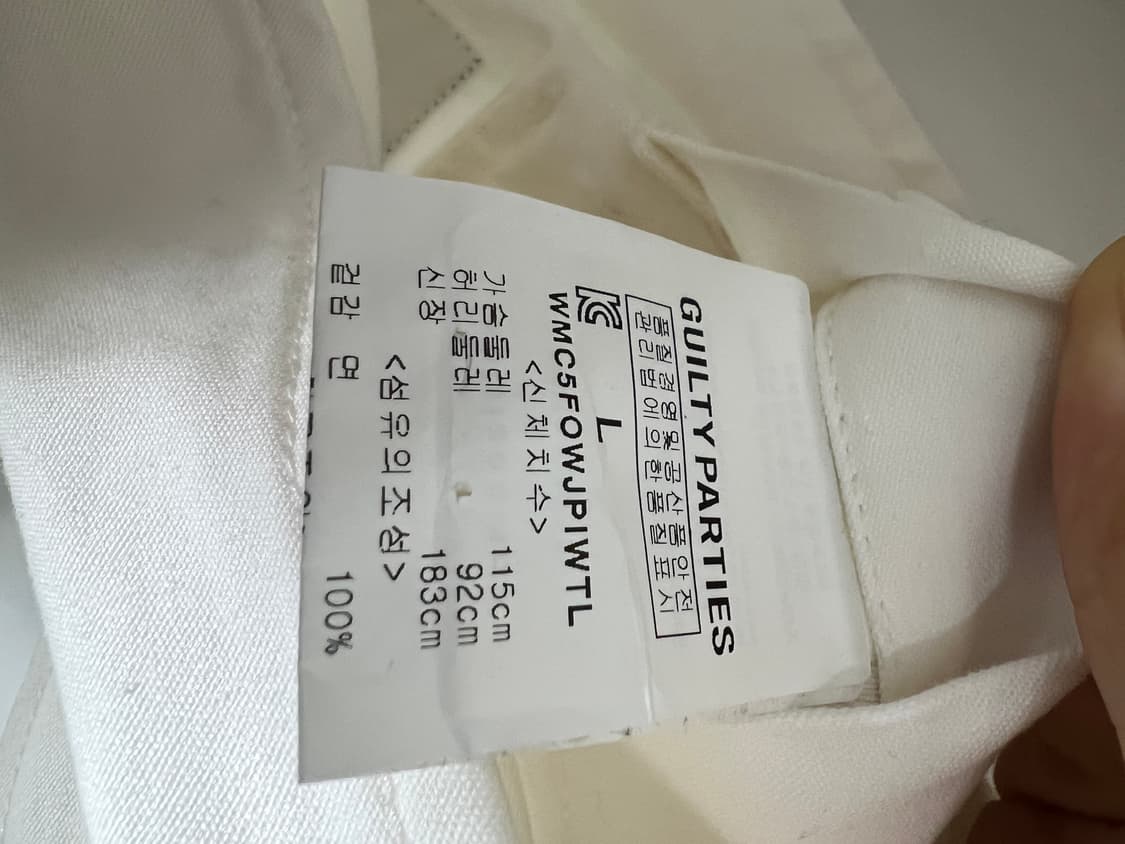 GUILTY PARTIES
품질경영및공산품안전
관리법에의한품질표시
KC L
WMC5FOWJPIWTL
<신체치수>
가슴둘레 115cm
허리둘레 92cm
신장 183cm
<섬유의조성>
겉감 면 100%